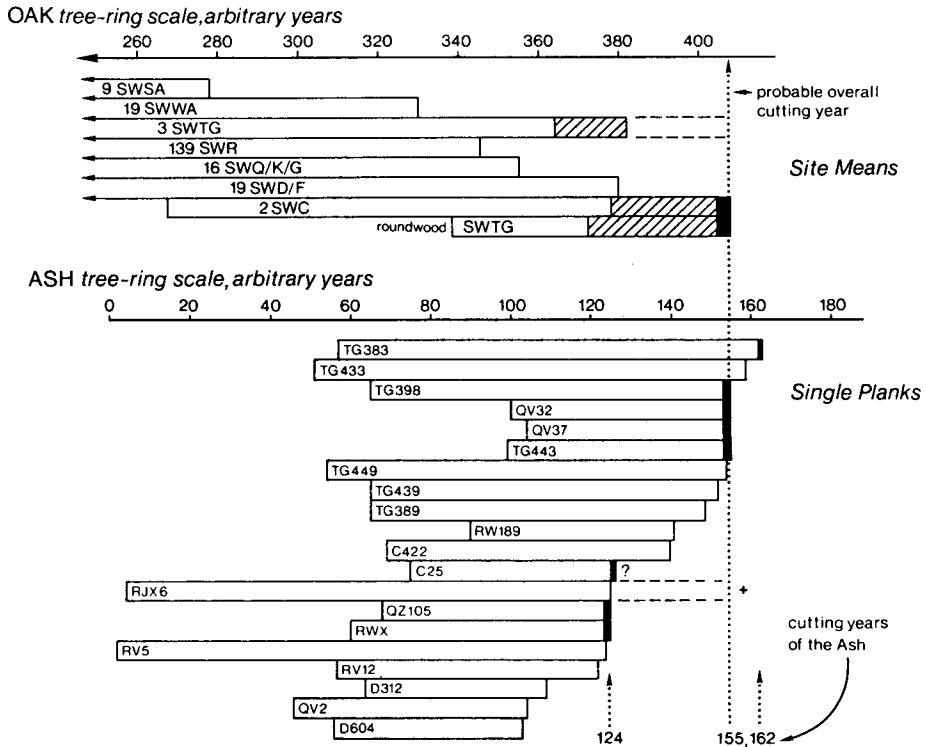 OAK tree-ring scale, arbitrary years
260 280 300 320 340 360 380 400
9 SWSA
probable overall
cutting year
19 SWWA
3 SWTG
139 SWR
Site Means
16 SWQ/K/G
19 SWD/F
2 SWC
roundwood SWTG
ASH tree-ring scale, arbitrary years
0 20 40 60 80 100 120 140 160 180
TG383
TG433
TG398
Single Planks
QV32
QV37
TG443
TG449
TG439
TG389
RW189
C422
C25 ?
RJX6 +
QZ105
RWX
cutting years
of the Ash
RV5
RV12
D312
QV2
D604
124 155,162